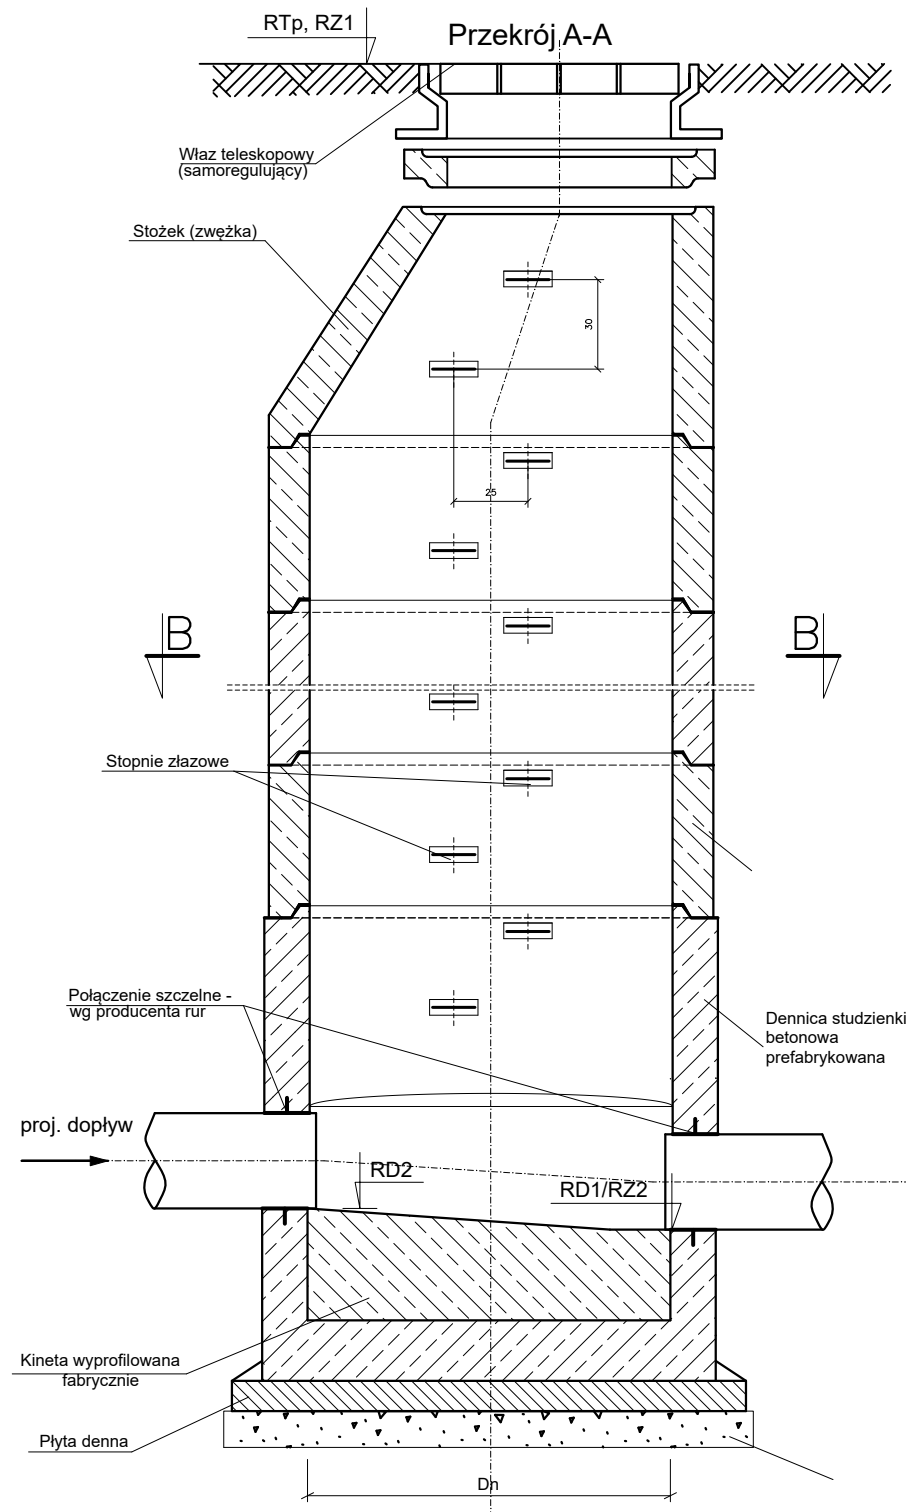 RTp, RZ1
Przekrój A-A
Właz teleskopowy
(samoregulujący)
Stożek (zwężka)
30
25
B
B
Stopnie złazowe
Połączenie szczelne -
wg producenta rur
Dennica studzienki
betonowa
prefabrykowana
proj. dopływ
RD2
RD1/RZ2
Kineta wyprofilowana
fabrycznie
Płyta denna
Dn